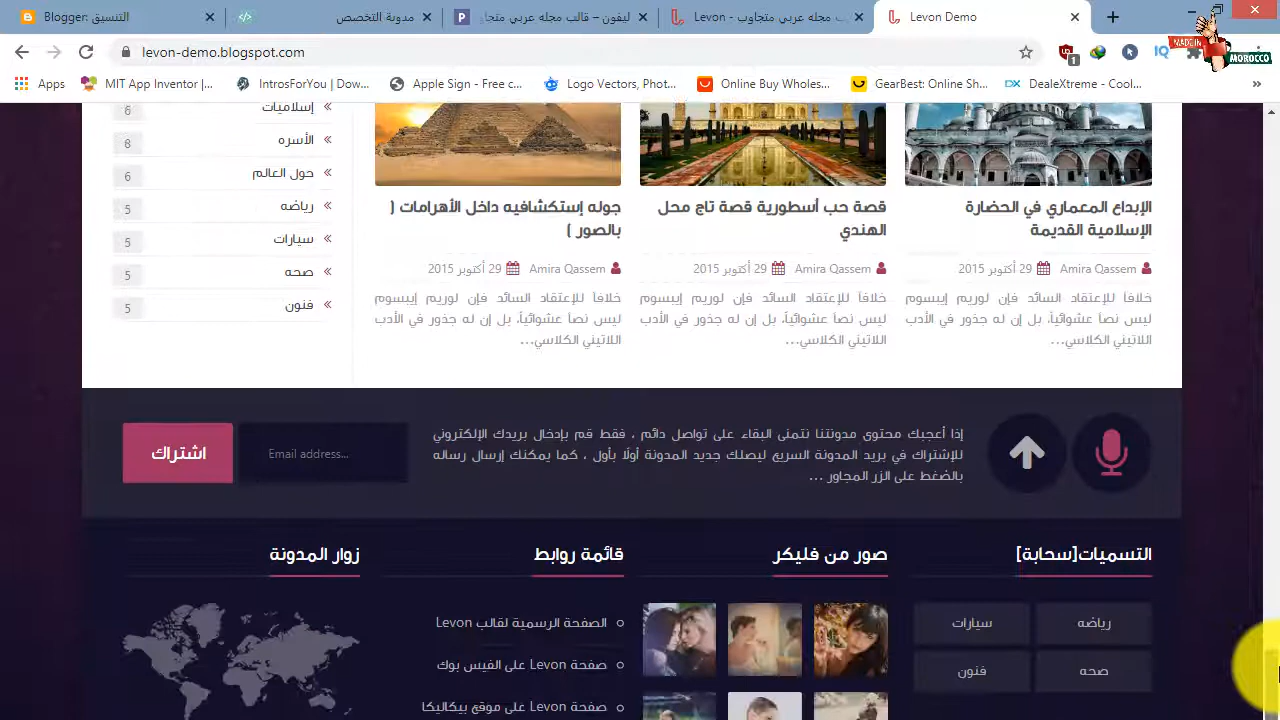 Blogger: التنسيق
مدونة التخصص
ليفون – قالب مجله عربي متجا
Levon - ب مجله عربي متجاوب
Levon Demo
MADE IN
MOROCCO
levon-demo.blogspot.com
1
IQ
Apps
MIT App Inventor |...
IntrosForYou | Dow...
Apple Sign - Free c...
Logo Vectors, Phot...
Online Buy Wholes...
GearBest: Online Sh...
DX
DealeXtreme - Cool...
»
إسلاميات
6
الأسره
8
حول العالم
6
رياضه
5
سيارات
5
صحه
5
فنون
5
الإبداع المعماري في الحضارة
الإسلامية القديمة
Amira Qassem
29 أكتوبر 2015
خلافاَ للإعتقاد السائد فإن لوريم إيبسوم
ليس نصاَ عشوائياً، بل إن له جذور في الأدب
اللاتيني الكلاسي...
قصة حب أسطورية قصة تاج محل
الهندي
Amira Qassem
29 أكتوبر 2015
خلافاَ للإعتقاد السائد فإن لوريم إيبسوم
ليس نصاَ عشوائياً، بل إن له جذور في الأدب
اللاتيني الكلاسي...
جوله إستكشافيه داخل الأهرامات (
بالصور )
Amira Qassem
29 أكتوبر 2015
خلافاَ للإعتقاد السائد فإن لوريم إيبسوم
ليس نصاَ عشوائياً، بل إن له جذور في الأدب
اللاتيني الكلاسي...
إذا أعجبك محتوى مدونتنا نتمنى البقاء على تواصل دائم ، فقط قم بإدخال بريدك الإلكتروني
للإشتراك في بريد المدونة السريع ليصلك جديد المدونة أولاً بأول ، كما يمكنك إرسال رساله
بالضغط على الزر المجاور ...
Email address...
اشتراك
التسميات[سحابة]
رياضه
سيارات
صحه
فنون
صور من فليكر
قائمة روابط
الصفحة الرسمية لقالب Levon
صفحة Levon على الفيس بوك
صفحة Levon على موقع بيكاليكا
زوار المدونة